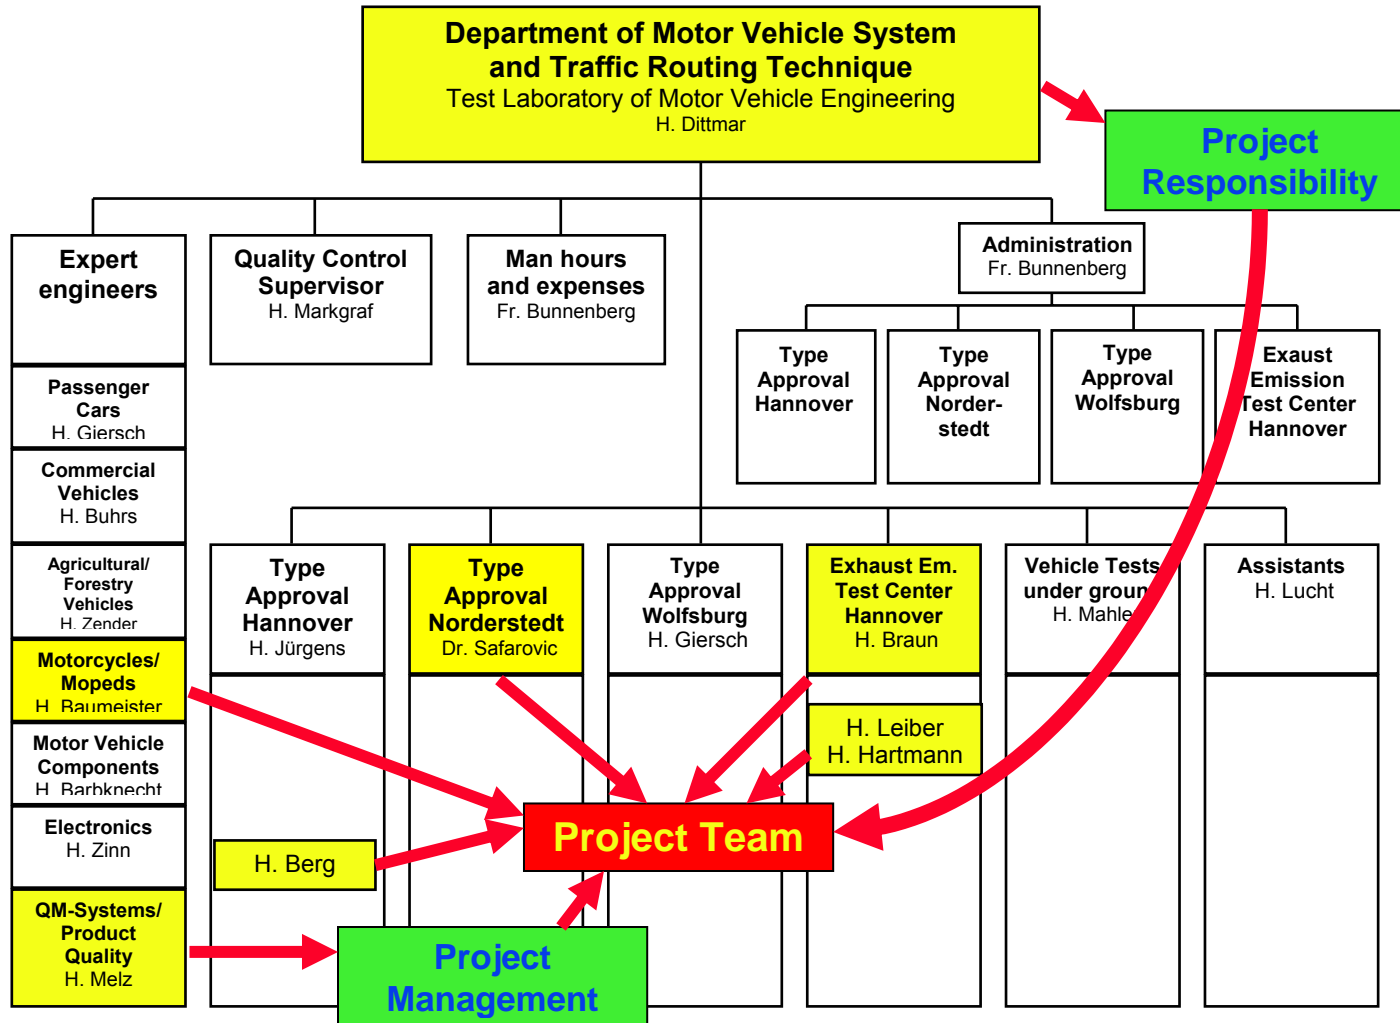 Department of Motor Vehicle System
and Traffic Routing Technique
Test Laboratory of Motor Vehicle Engineering
H. Dittmar
Project
Responsibility
Expert
engineers
Quality Control
Supervisor
H. Markgraf
Man hours
and expenses
Fr. Bunnenberg
Administration
Fr. Bunnenberg
Type
Approval
Hannover
Type
Approval
Norder-
stedt
Type
Approval
Wolfsburg
Exaust
Emission
Test Center
Hannover
Passenger
Cars
H. Giersch
Commercial
Vehicles
H. Buhrs
Agricultural/
Forestry
Vehicles
H. Zender
Motorcycles/
Mopeds
H. Baumeister
Motor Vehicle
Components
H. Barbknecht
Electronics
H. Zinn
QM-Systems/
Product
Quality
H. Melz
Type
Approval
Hannover
H. Jürgens
Type
Approval
Norderstedt
Dr. Safarovic
Type
Approval
Wolfsburg
H. Giersch
Exhaust Em.
Test Center
Hannover
H. Braun
Vehicle Tests
under ground
H. Mahle
Assistants
H. Lucht
H. Leiber
H. Hartmann
Project Team
H. Berg
Project
Management